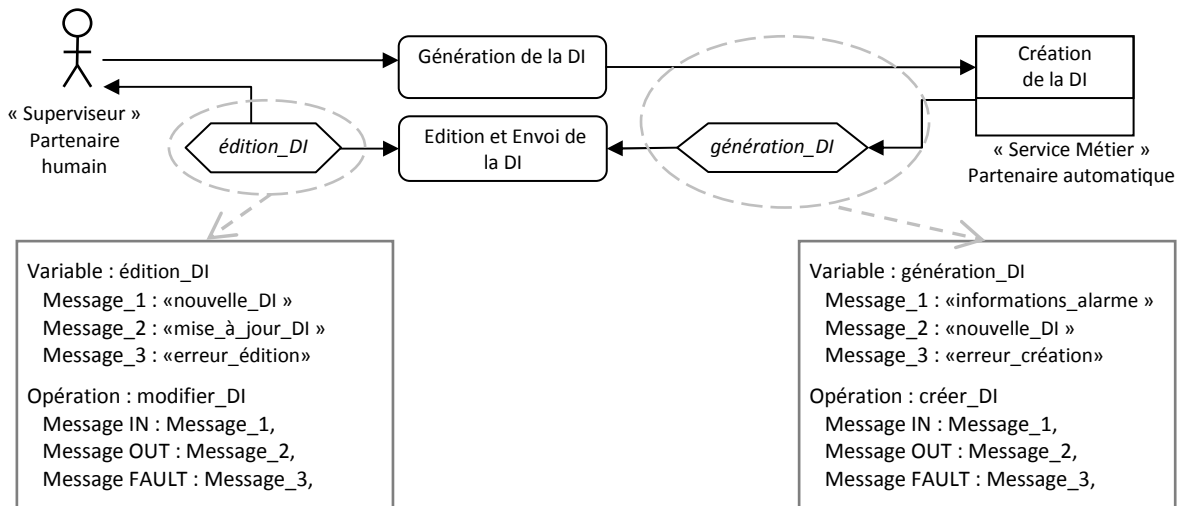 Génération de la DI
Création
de la DI
« Superviseur »
Partenaire
humain
édition_DI
Edition et Envoi de
la DI
génération_DI
« Service Métier »
Partenaire automatique
Variable : édition_DI
Message_1 : «nouvelle_DI »
Message_2 : «mise_à_jour_DI »
Message_3 : «erreur_édition»
Opération : modifier_DI
Message IN : Message_1,
Message OUT : Message_2,
Message FAULT : Message_3,
Variable : génération_DI
Message_1 : «informations_alarme »
Message_2 : «nouvelle_DI »
Message_3 : «erreur_création»
Opération : créer_DI
Message IN : Message_1,
Message OUT : Message_2,
Message FAULT : Message_3,